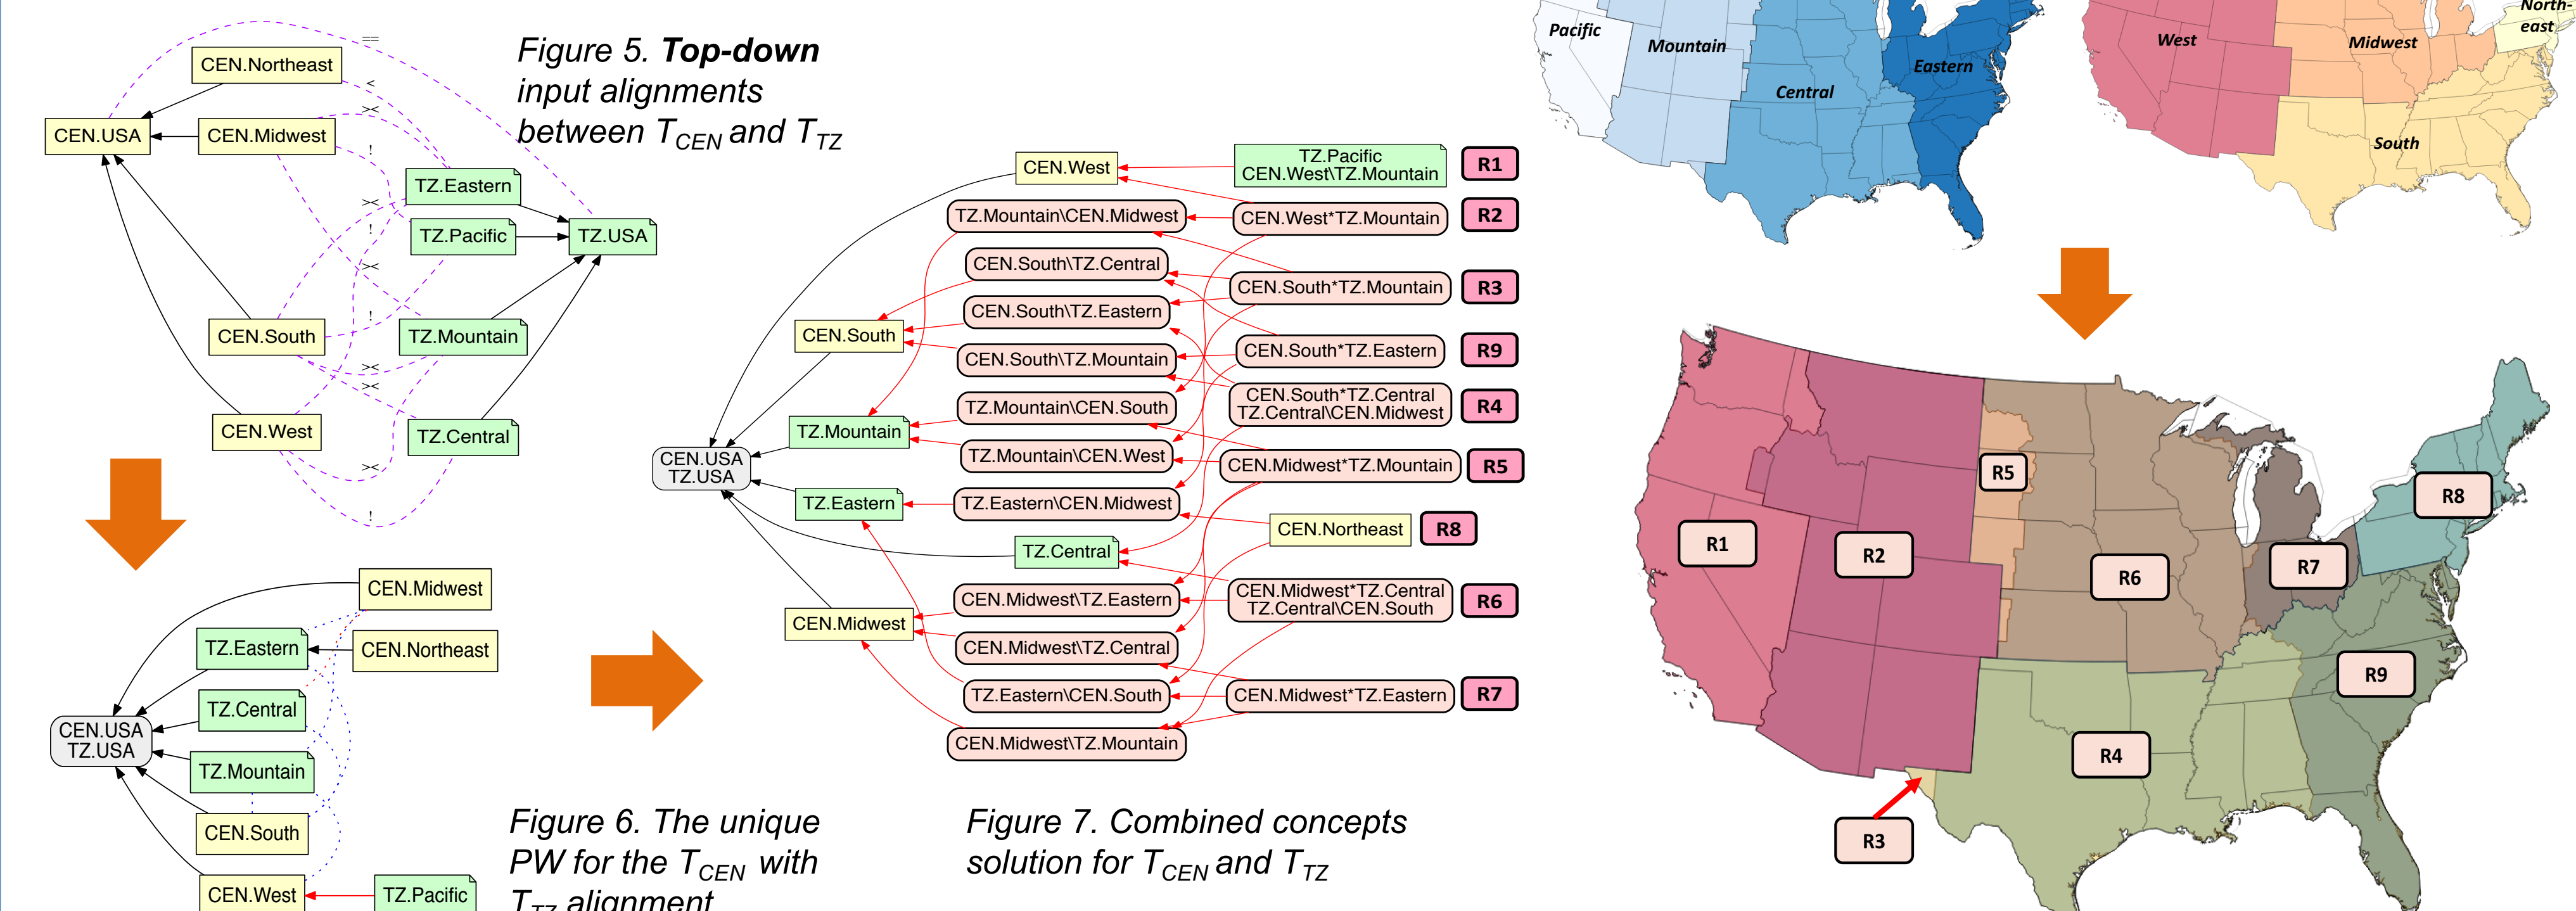 Figure 5. Top-down
input alignments
between T_CEN and T_TZ
CEN.Northeast
CEN.USA
CEN.Midwest
TZ.Eastern
TZ.Pacific
TZ.USA
CEN.South
TZ.Mountain
CEN.West
TZ.Central
==
<
><
!
><
!
><
!
><
><
><
!
CEN.Midwest
TZ.Eastern
CEN.Northeast
TZ.Central
CEN.USA
TZ.USA
TZ.Mountain
CEN.South
CEN.West
TZ.Pacific
Figure 6. The unique
PW for the T_CEN with
T_TZ alignment
CEN.West
TZ.Pacific
CEN.West\TZ.Mountain
R1
TZ.Mountain\CEN.Midwest
CEN.West*TZ.Mountain
R2
CEN.South\TZ.Central
CEN.South*TZ.Mountain
R3
CEN.South\TZ.Eastern
CEN.South
CEN.South\TZ.Mountain
CEN.South*TZ.Eastern
R9
TZ.Mountain\CEN.South
CEN.South*TZ.Central
TZ.Central\CEN.Midwest
R4
TZ.Mountain
TZ.Mountain\CEN.West
CEN.Midwest*TZ.Mountain
R5
CEN.USA
TZ.USA
TZ.Eastern
TZ.Eastern\CEN.Midwest
CEN.Northeast
R8
TZ.Central
CEN.Midwest\TZ.Eastern
CEN.Midwest*TZ.Central
TZ.Central\CEN.South
R6
CEN.Midwest
CEN.Midwest\TZ.Central
TZ.Eastern\CEN.South
CEN.Midwest*TZ.Eastern
R7
CEN.Midwest\TZ.Mountain
Figure 7. Combined concepts
solution for T_CEN and T_TZ
Pacific
Mountain
Central
Eastern
West
Midwest
North-
east
South
R1
R2
R5
R6
R7
R8
R9
R4
R3